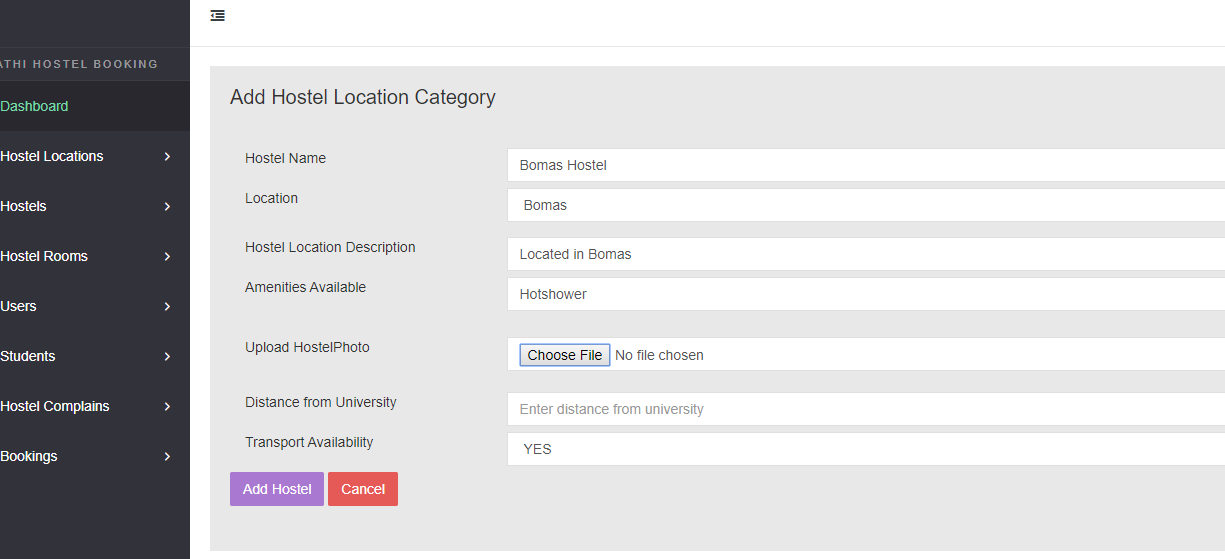 HOSTEL BOOKING
Dashboard
Hostel Locations
Hostels
Hostel Rooms
Users
Students
Hostel Complains
Bookings
Add Hostel Location Category
Hostel Name Bomas Hostel
Location Bomas
Hostel Location Description Located in Bomas
Amenities Available Hotshower
Upload HostelPhoto Choose File No file chosen
Distance from University Enter distance from university
Transport Availability YES
Add Hostel Cancel